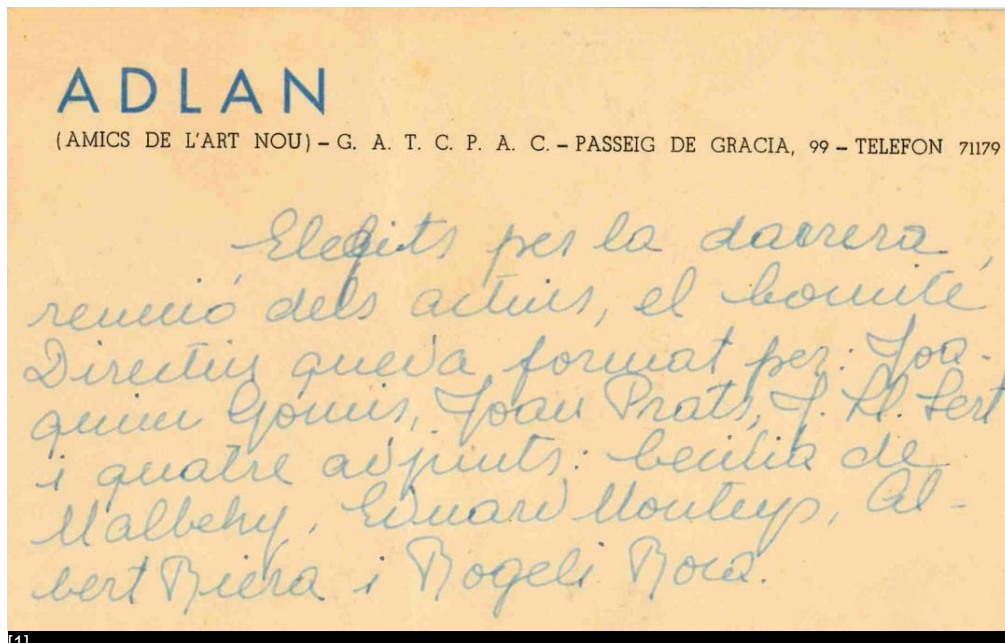 ADLAN
(AMICS DE L'ART NOU) – G. A. T. C. P. A. C. – PASSEIG DE GRACIA, 99 – TELEFON 71179
Elegits per la darrera,
reunió dels actius, el Comité
Directiu queda format per: Joa-
quim Gomis, Joan Prats, J. Ll. Sert
i quatre adjunts: Cecilia de
Malbehy, Eduard Monteys, Al-
bert Riera i Rogeli Roca.
[1]